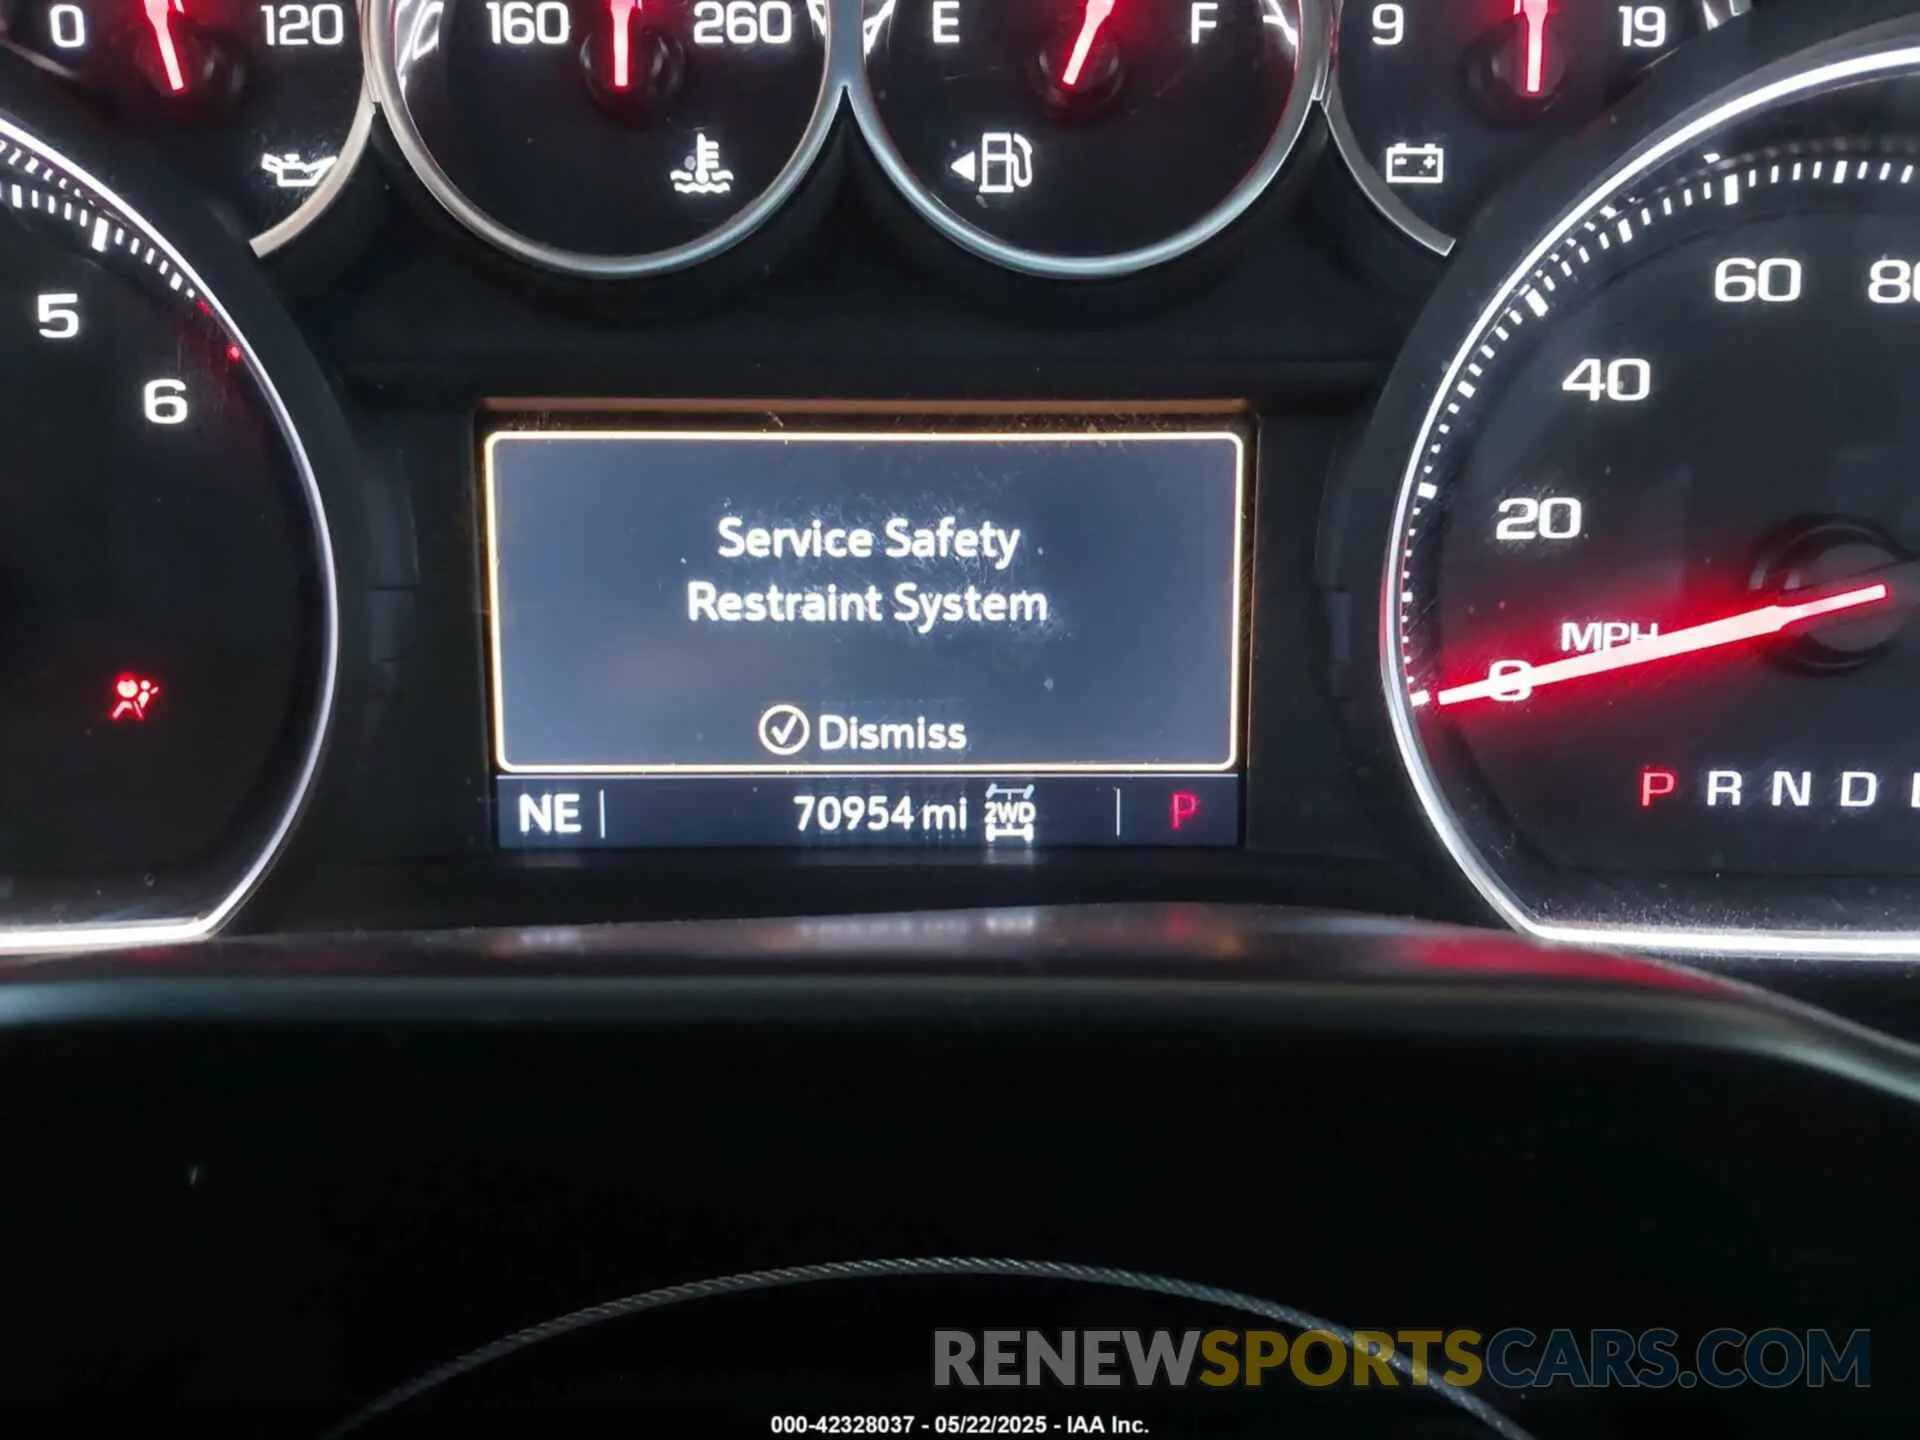 0 120 160 260 E F 9 19
5
6
60 80
40
20
MPH
0
Service Safety
Restraint System
Dismiss
NE 70954 mi 2WD P
P R N D
RENEWSPORTSCARS.COM
000-42328037 - 05/22/2025 - IAA Inc.